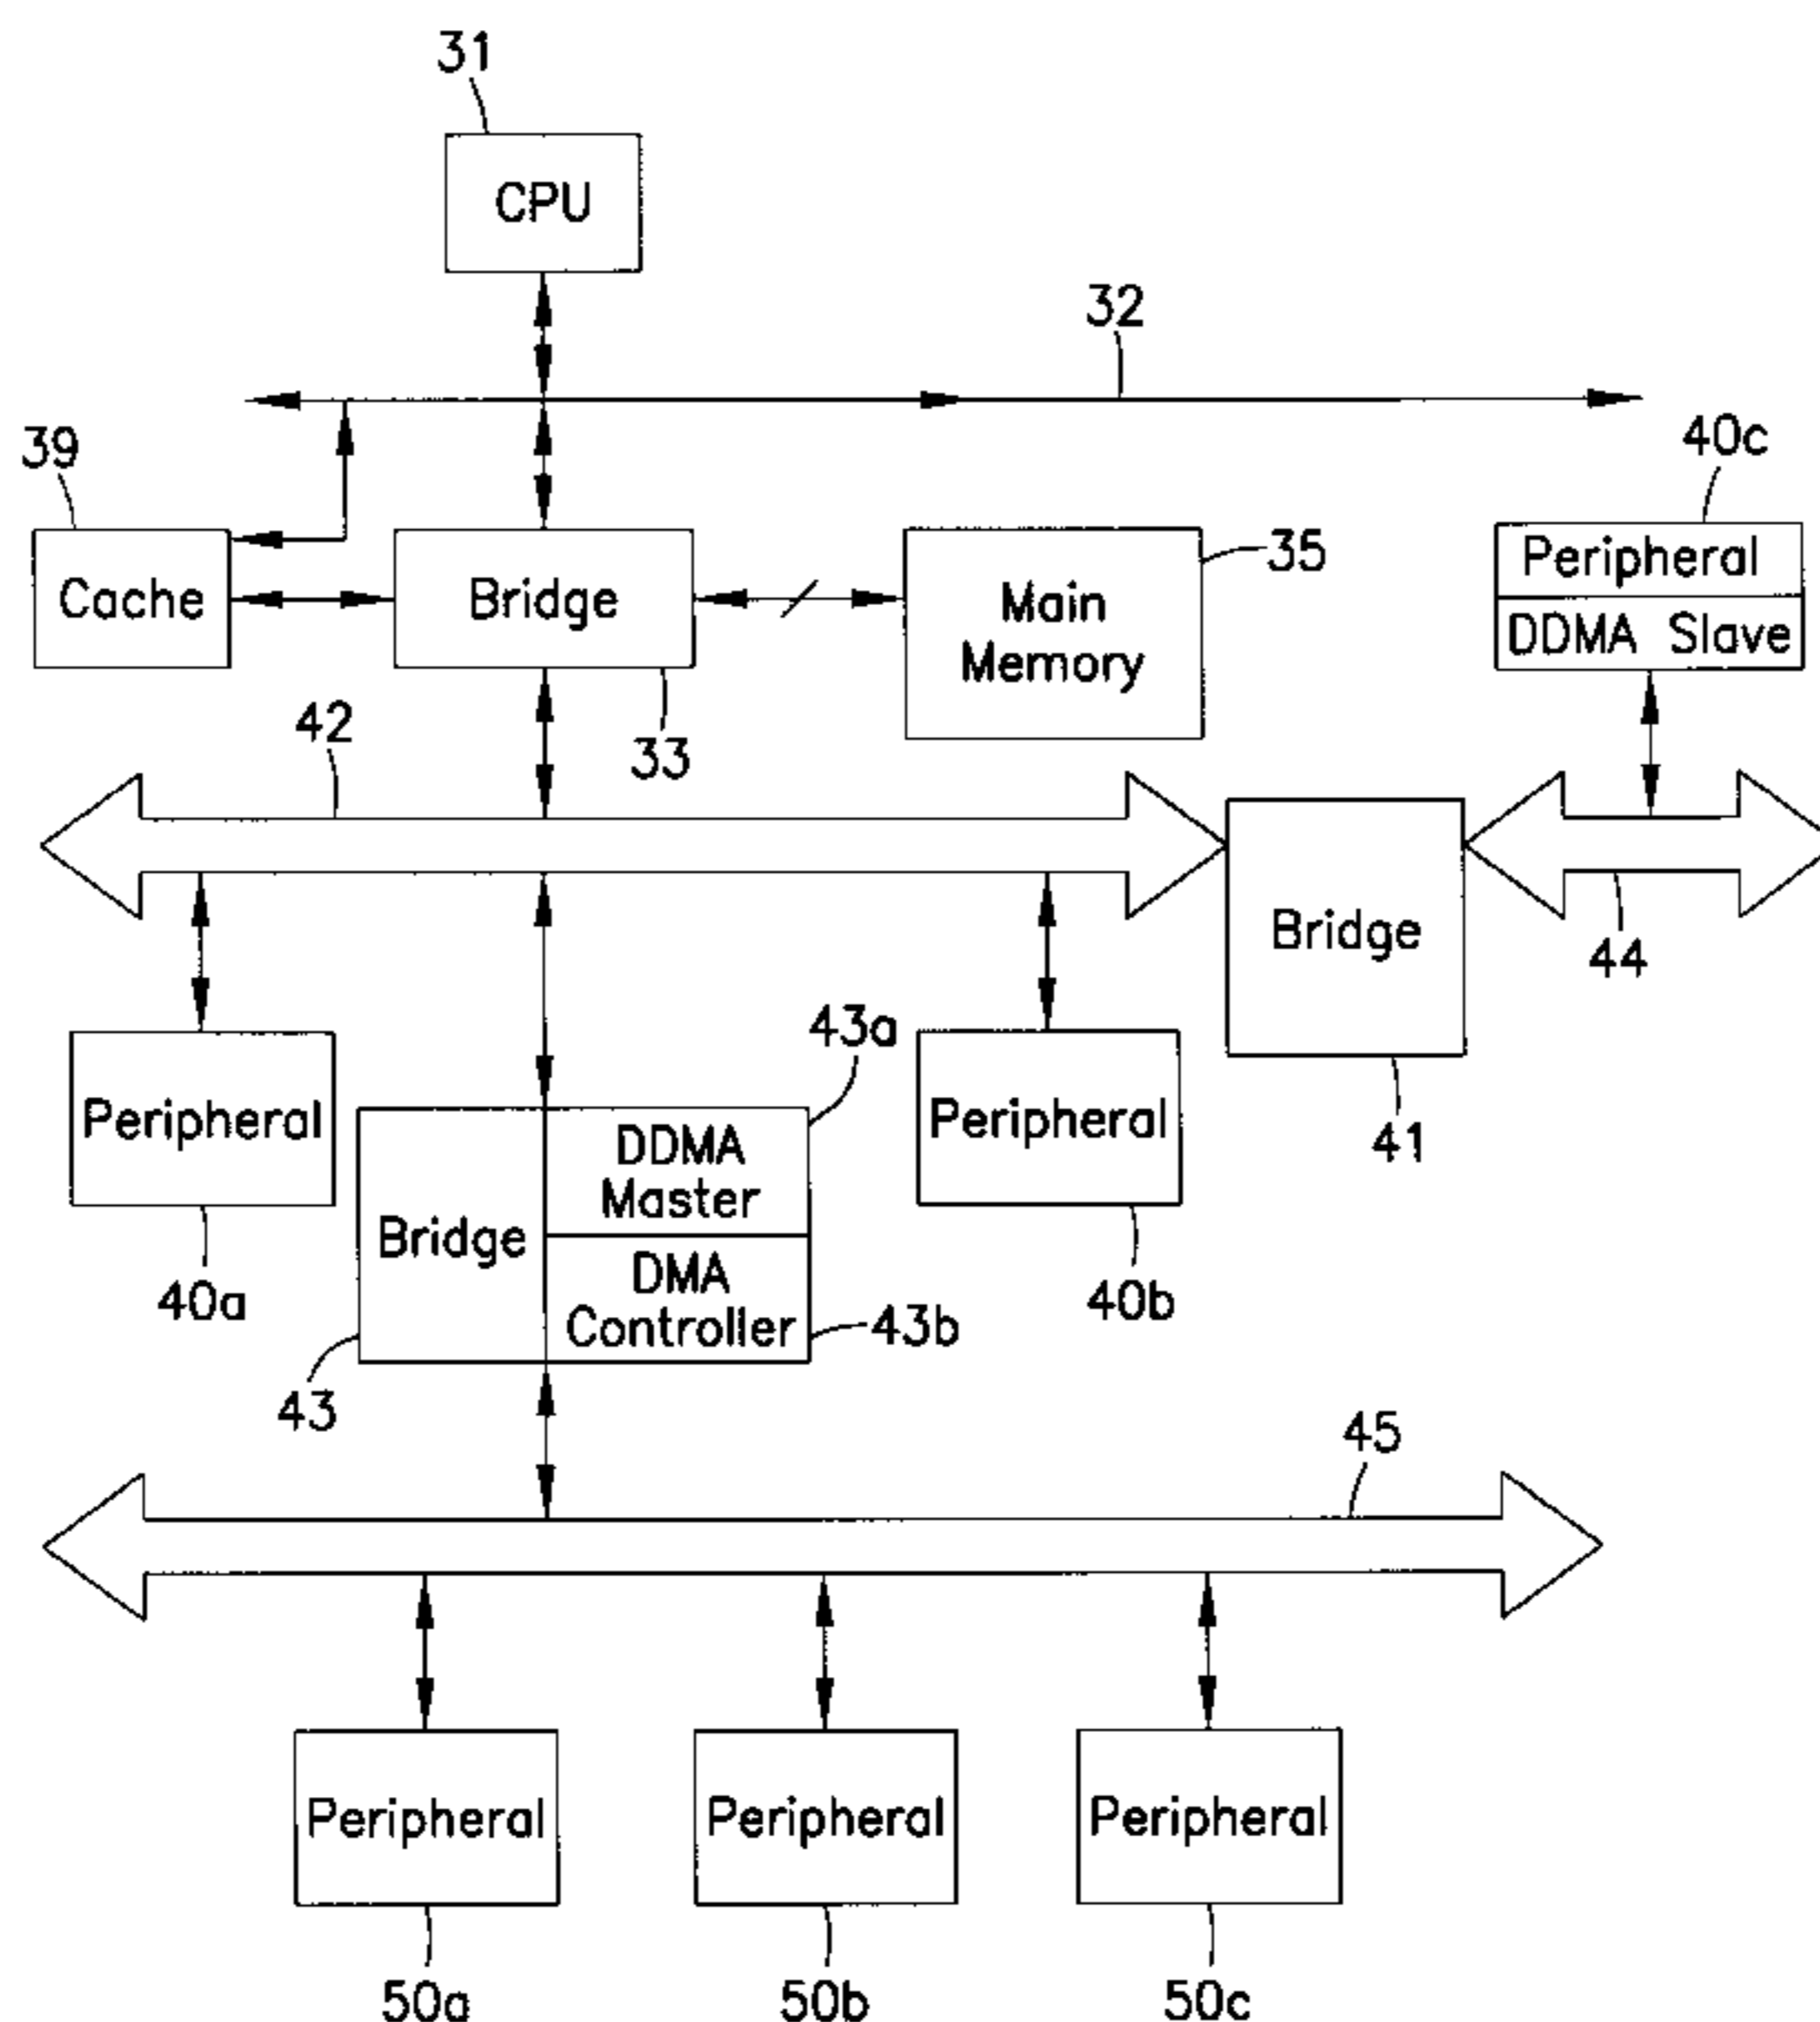 31
CPU
32
39
40c
Cache
Bridge
Main
Memory
35
Peripheral
DDMA Slave
42
33
Bridge
44
43a
Peripheral
DDMA
Master
Peripheral
41
Bridge
DMA
Controller
40a
40b
43b
43
45
Peripheral
Peripheral
Peripheral
50a
50b
50c